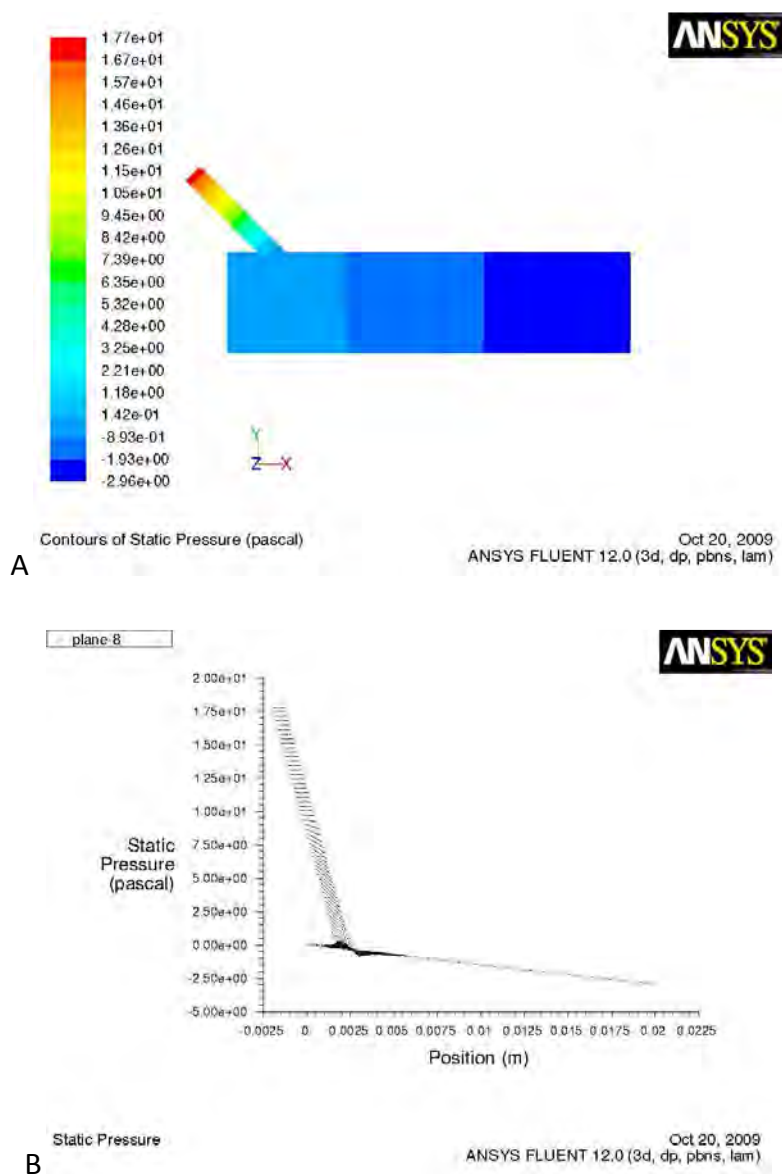 1.77e+01
1.67e+01
1.57e+01
1.46e+01
1.36e+01
1.26e+01
1.15e+01
1.05e+01
9.45e+00
8.42e+00
7.39e+00
6.35e+00
5.32e+00
4.28e+00
3.25e+00
2.21e+00
1.18e+00
1.42e-01
-8.93e-01
-1.93e+00
-2.96e+00
ANSYS
Y
Z X
Contours of Static Pressure (pascal)
Oct 20, 2009
ANSYS FLUENT 12.0 (3d, dp, pbns, lam)
A
plane-8
ANSYS
2.00e+01
1.75e+01
1.50e+01
1.25e+01
1.00e+01
7.50e+00
5.00e+00
2.50e+00
0.00e+00
-2.50e+00
-5.00e+00
Static
Pressure
(pascal)
-0.0025 0 0.0025 0.005 0.0075 0.01 0.0125 0.015 0.0175 0.02 0.0225
Position (m)
Static Pressure
Oct 20, 2009
ANSYS FLUENT 12.0 (3d, dp, pbns, lam)
B